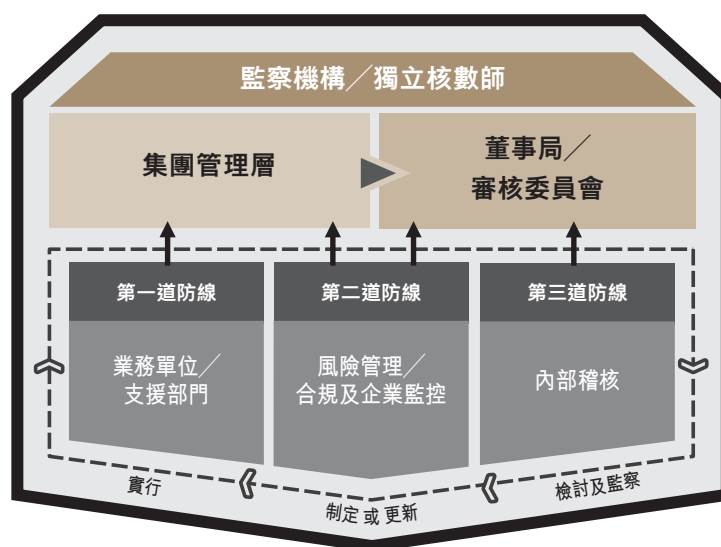 監察機構╱獨立核數師
集團管理層
董事局╱
審核委員會
第一道防線
第二道防線
第三道防線
業務單位╱
支援部門
風險管理╱
合規及企業監控
內部稽核
實行
制定 或 更新
檢討及監察